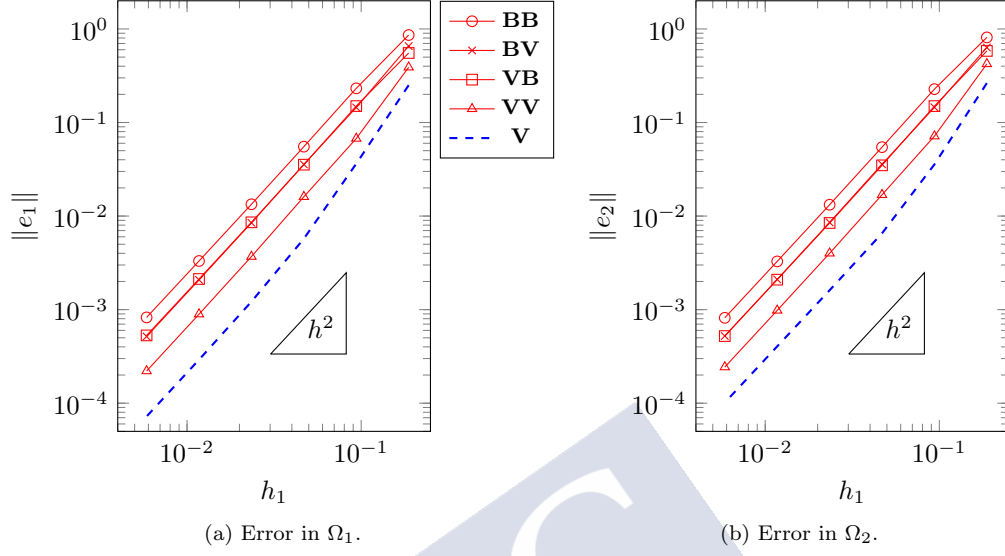 10^0
10^{-1}
10^{-2}
10^{-3}
10^{-4}
‖e_1‖
h^2
10^{-2} 10^{-1}
h_1
(a) Error in Ω_1.
BB
BV
VB
VV
V
10^0
10^{-1}
10^{-2}
10^{-3}
10^{-4}
‖e_2‖
h^2
10^{-2} 10^{-1}
h_1
(b) Error in Ω_2.
C